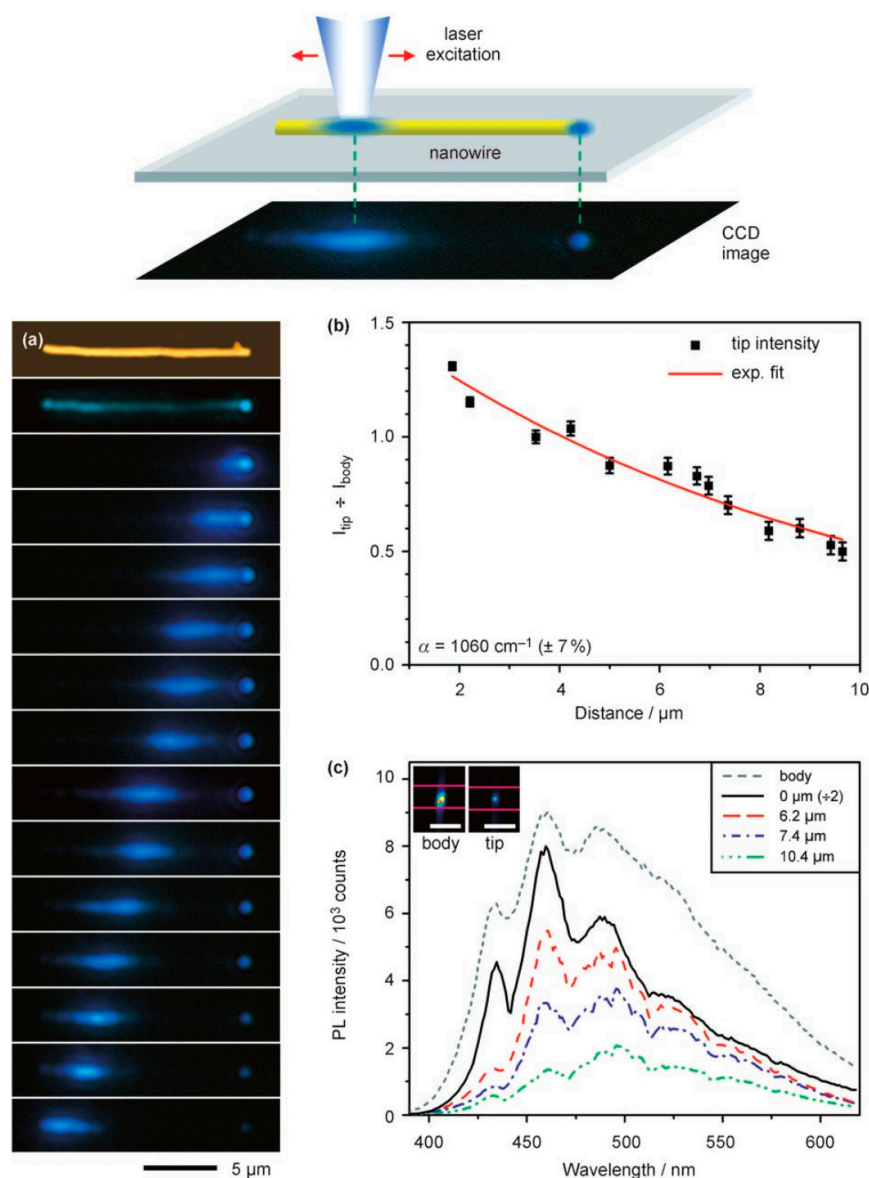 laser
excitation
nanowire
CCD
image
(a)
5 µm
(b)
1.5
1.0
0.5
0.0
I_tip ÷ I_body
tip intensity
exp. fit
α = 1060 cm⁻¹ (± 7 %)
2 4 6 8 10
Distance / µm
(c)
10
8
6
4
2
0
PL intensity / 10³ counts
body tip
body
0 µm (÷2)
6.2 µm
7.4 µm
10.4 µm
400 450 500 550 600
Wavelength / nm